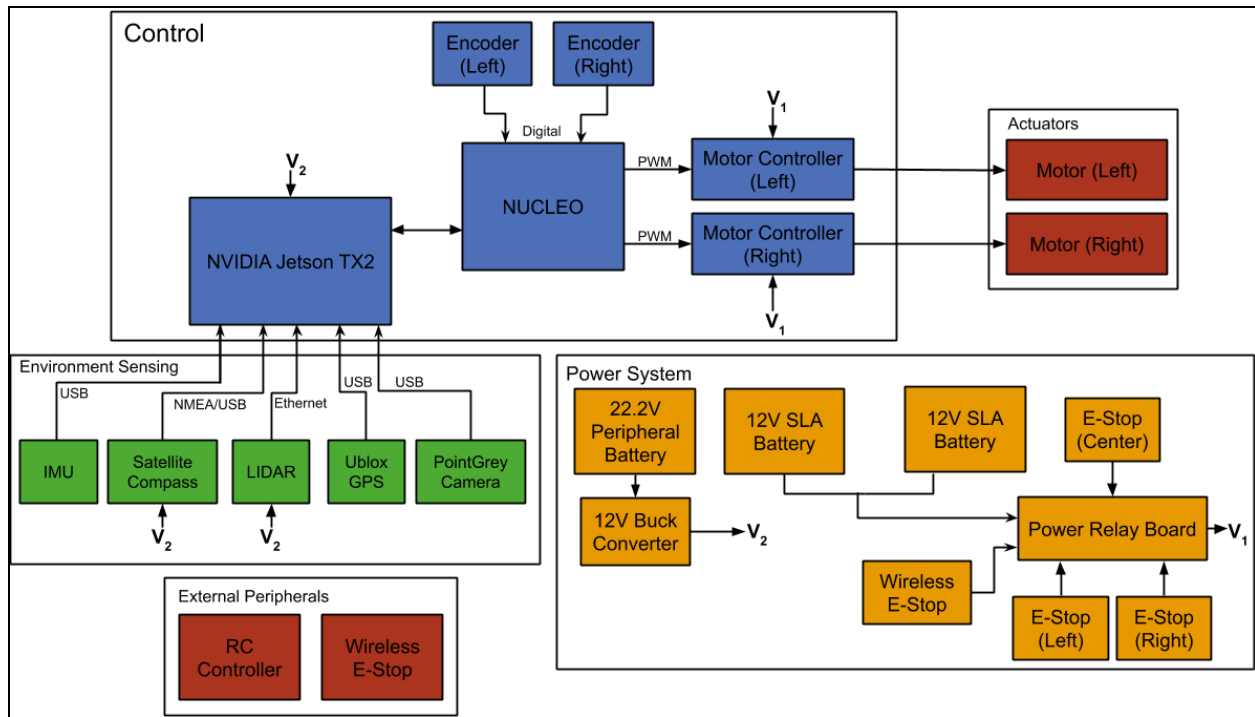 Control
Encoder
(Left)
Encoder
(Right)
Digital
V1
V2
NUCLEO
PWM
PWM
Motor Controller
(Left)
Motor Controller
(Right)
V1
NVIDIA Jetson TX2
Actuators
Motor (Left)
Motor (Right)
Environment Sensing
USB
NMEA/USB
Ethernet
USB
USB
IMU
Satellite
Compass
LIDAR
Ublox
GPS
PointGrey
Camera
V2
V2
Power System
22.2V
Peripheral
Battery
12V SLA
Battery
12V SLA
Battery
E-Stop
(Center)
12V Buck
Converter
V2
Power Relay Board
V1
Wireless
E-Stop
E-Stop
(Left)
E-Stop
(Right)
External Peripherals
RC
Controller
Wireless
E-Stop